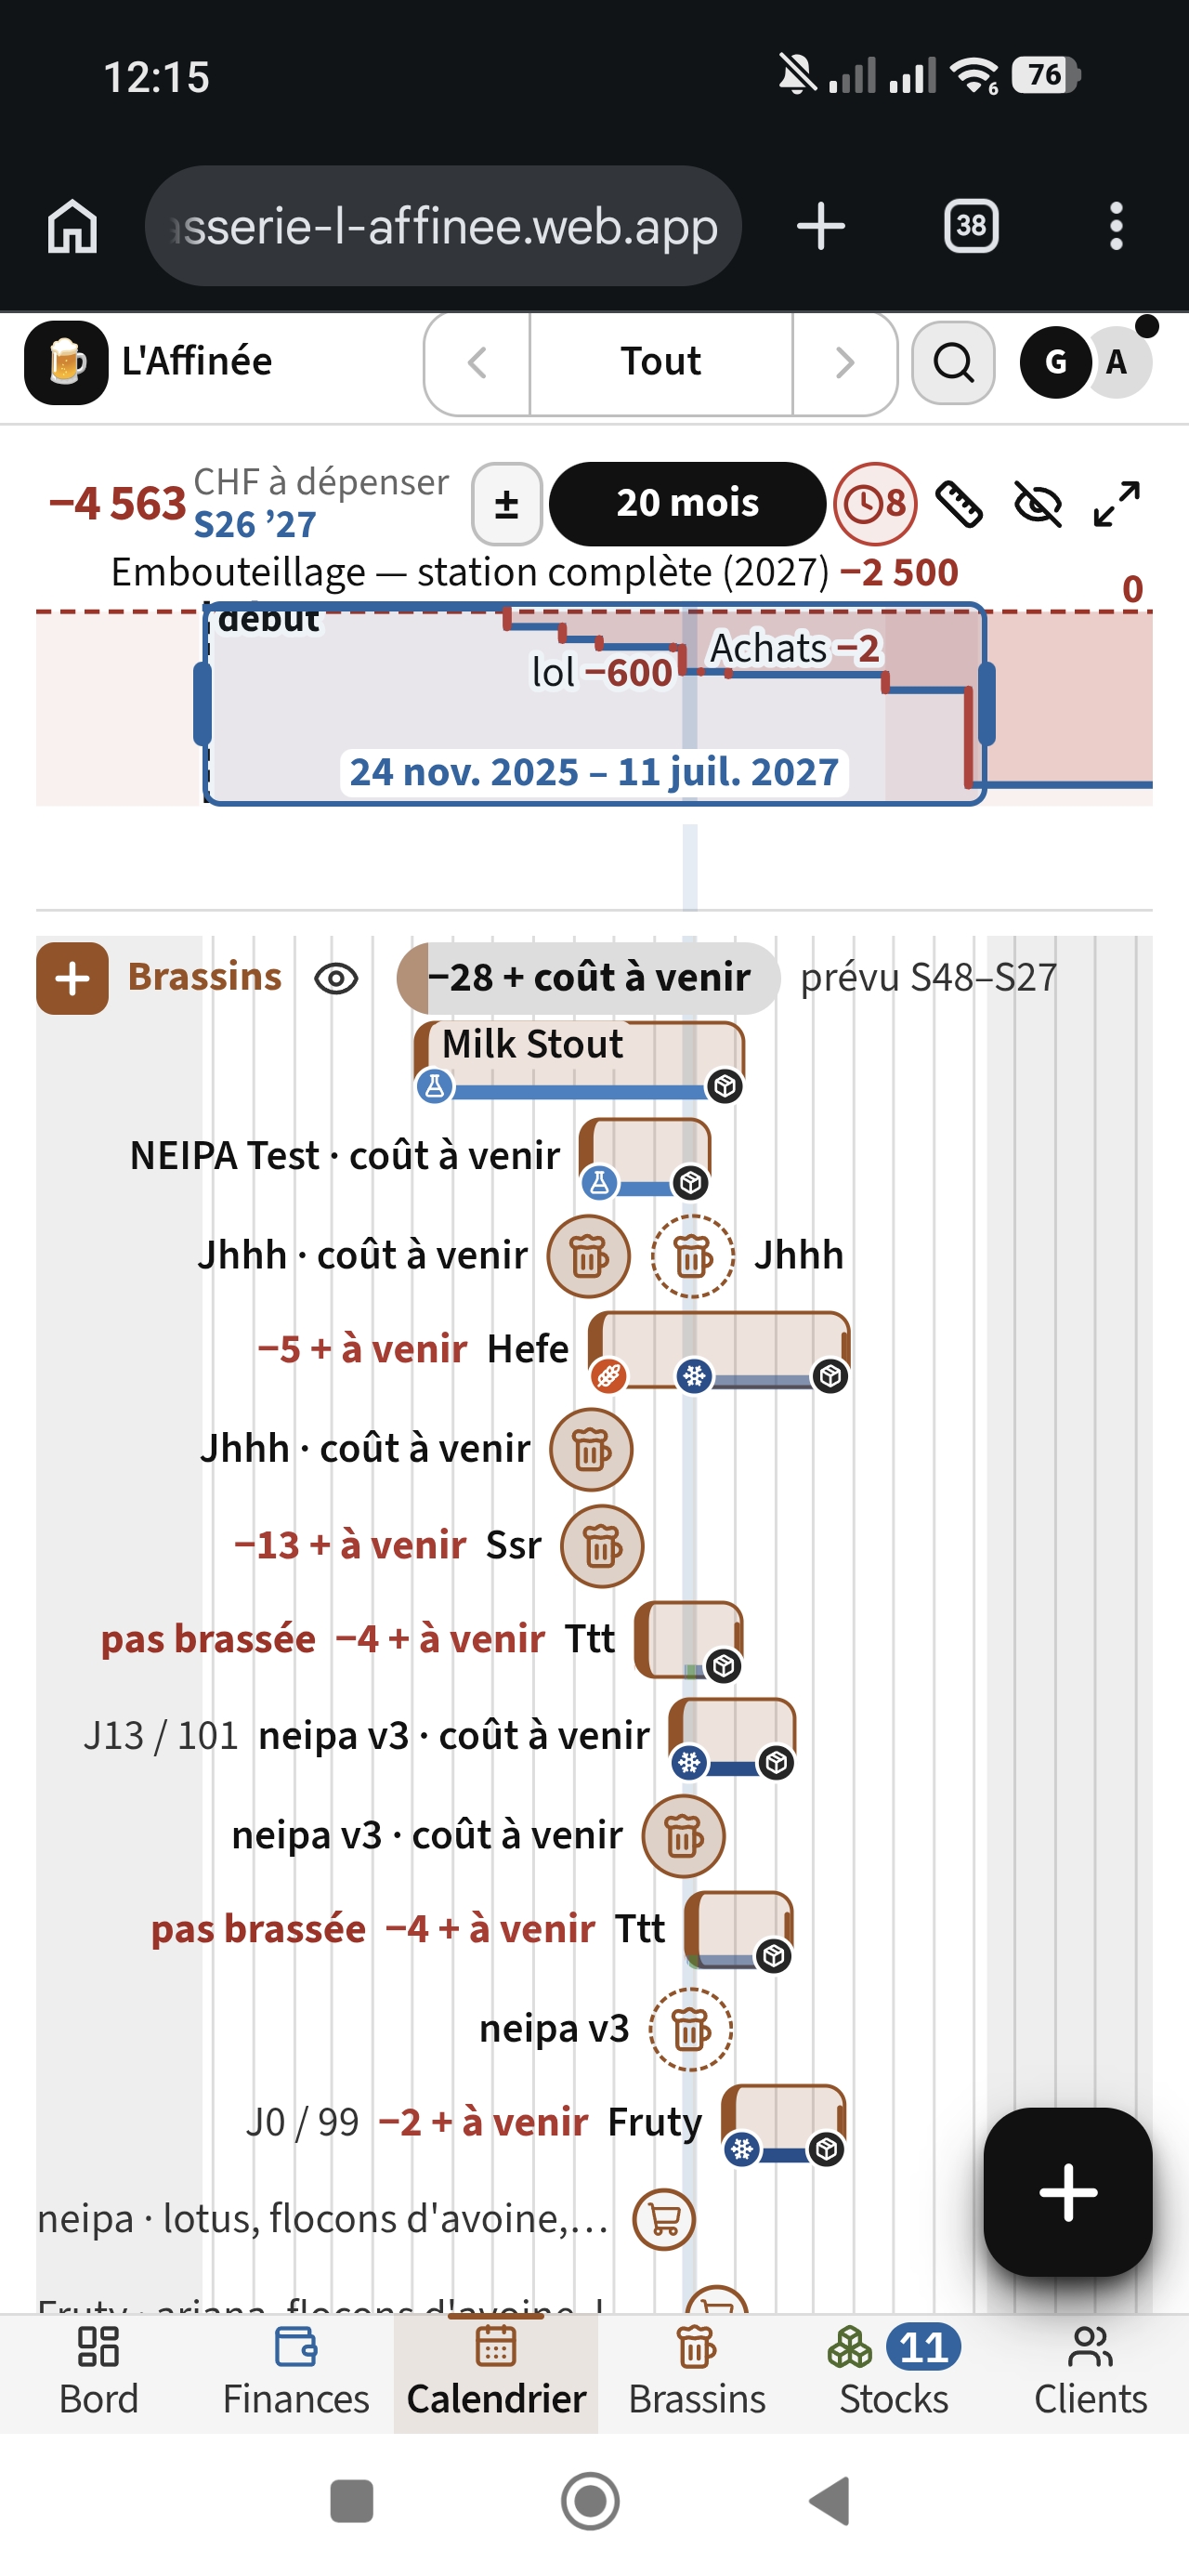 12:15
6
76
asserie-l-affinee.web.app
38
L'Affinée
Tout
G
A
−4 563
CHF à dépenser
S26 ’27
±
20 mois
8
Embouteillage — station complète (2027) −2 500
0
début
Achats −2
lol −600
24 nov. 2025 – 11 juil. 2027
Brassins
−28 + coût à venir
prévu S48–S27
Milk Stout
NEIPA Test · coût à venir
Jhhh · coût à venir
Jhhh
−5 + à venir Hefe
Jhhh · coût à venir
−13 + à venir Ssr
pas brassée −4 + à venir Ttt
J13 / 101 neipa v3 · coût à venir
neipa v3 · coût à venir
pas brassée −4 + à venir Ttt
neipa v3
J0 / 99 −2 + à venir Fruty
neipa · lotus, flocons d'avoine,…
Fruty · ariana, flocons d'avoine, l…
Bord
Finances
Calendrier
Brassins
11
Stocks
Clients